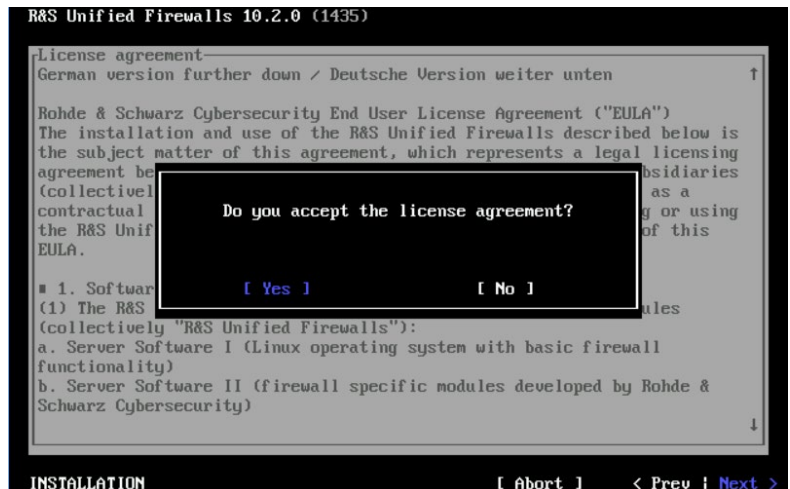 R&S Unified Firewalls 10.2.0 (1435)
License agreement
German version further down / Deutsche Version weiter unten ↑
Rohde & Schwarz Cybersecurity End User License Agreement ("EULA")
The installation and use of the R&S Unified Firewalls described below is
the subject matter of this agreement, which represents a legal licensing
agreement be bsidiaries
(collectivel as a
contractual g or using
the R&S Unif of this
EULA.
Do you accept the license agreement?
[ Yes ] [ No ]
■ 1. Softwar
(1) The R&S ules
(collectively "R&S Unified Firewalls"):
a. Server Software I (Linux operating system with basic firewall
functionality)
b. Server Software II (firewall specific modules developed by Rohde &
Schwarz Cybersecurity)
↓
INSTALLATION [ Abort ] < Prev | Next >